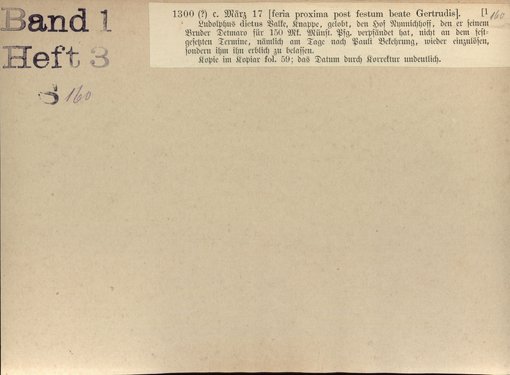 Band 1
Heft 3
S 160
1300 (?) c. März 17 [feria proxima post festum beate Gertrudis]. [1
160
Ludolphus dictus Valke, Knappe, gelobt, den Hof Nynnichhoff, den er seinem
Bruder Detmaro für 150 Mk. Münst. Pfg. verpfändet hat, nicht an dem fest-
gesetzten Termine, nämlich am Tage nach Pauli Bekehrung, wieder einzulösen,
sondern ihm ihn erblich zu belassen.
Kopie im Kopiar fol. 59; das Datum durch Korrektur undeutlich.